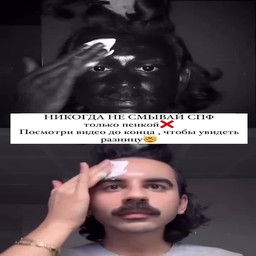 НИКОГДА НЕ СМЫВАЙ СПФ
только пенкой❌
Посмотри видео до конца , чтобы увидеть
разницу🤯